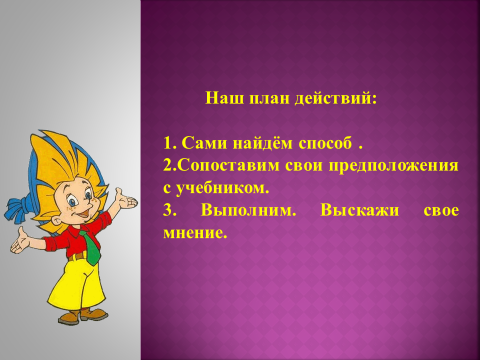 Наш план действий:
1. Сами найдём способ .
2.Сопоставим свои предположения
с учебником.
3. Выполним. Выскажи свое
мнение.